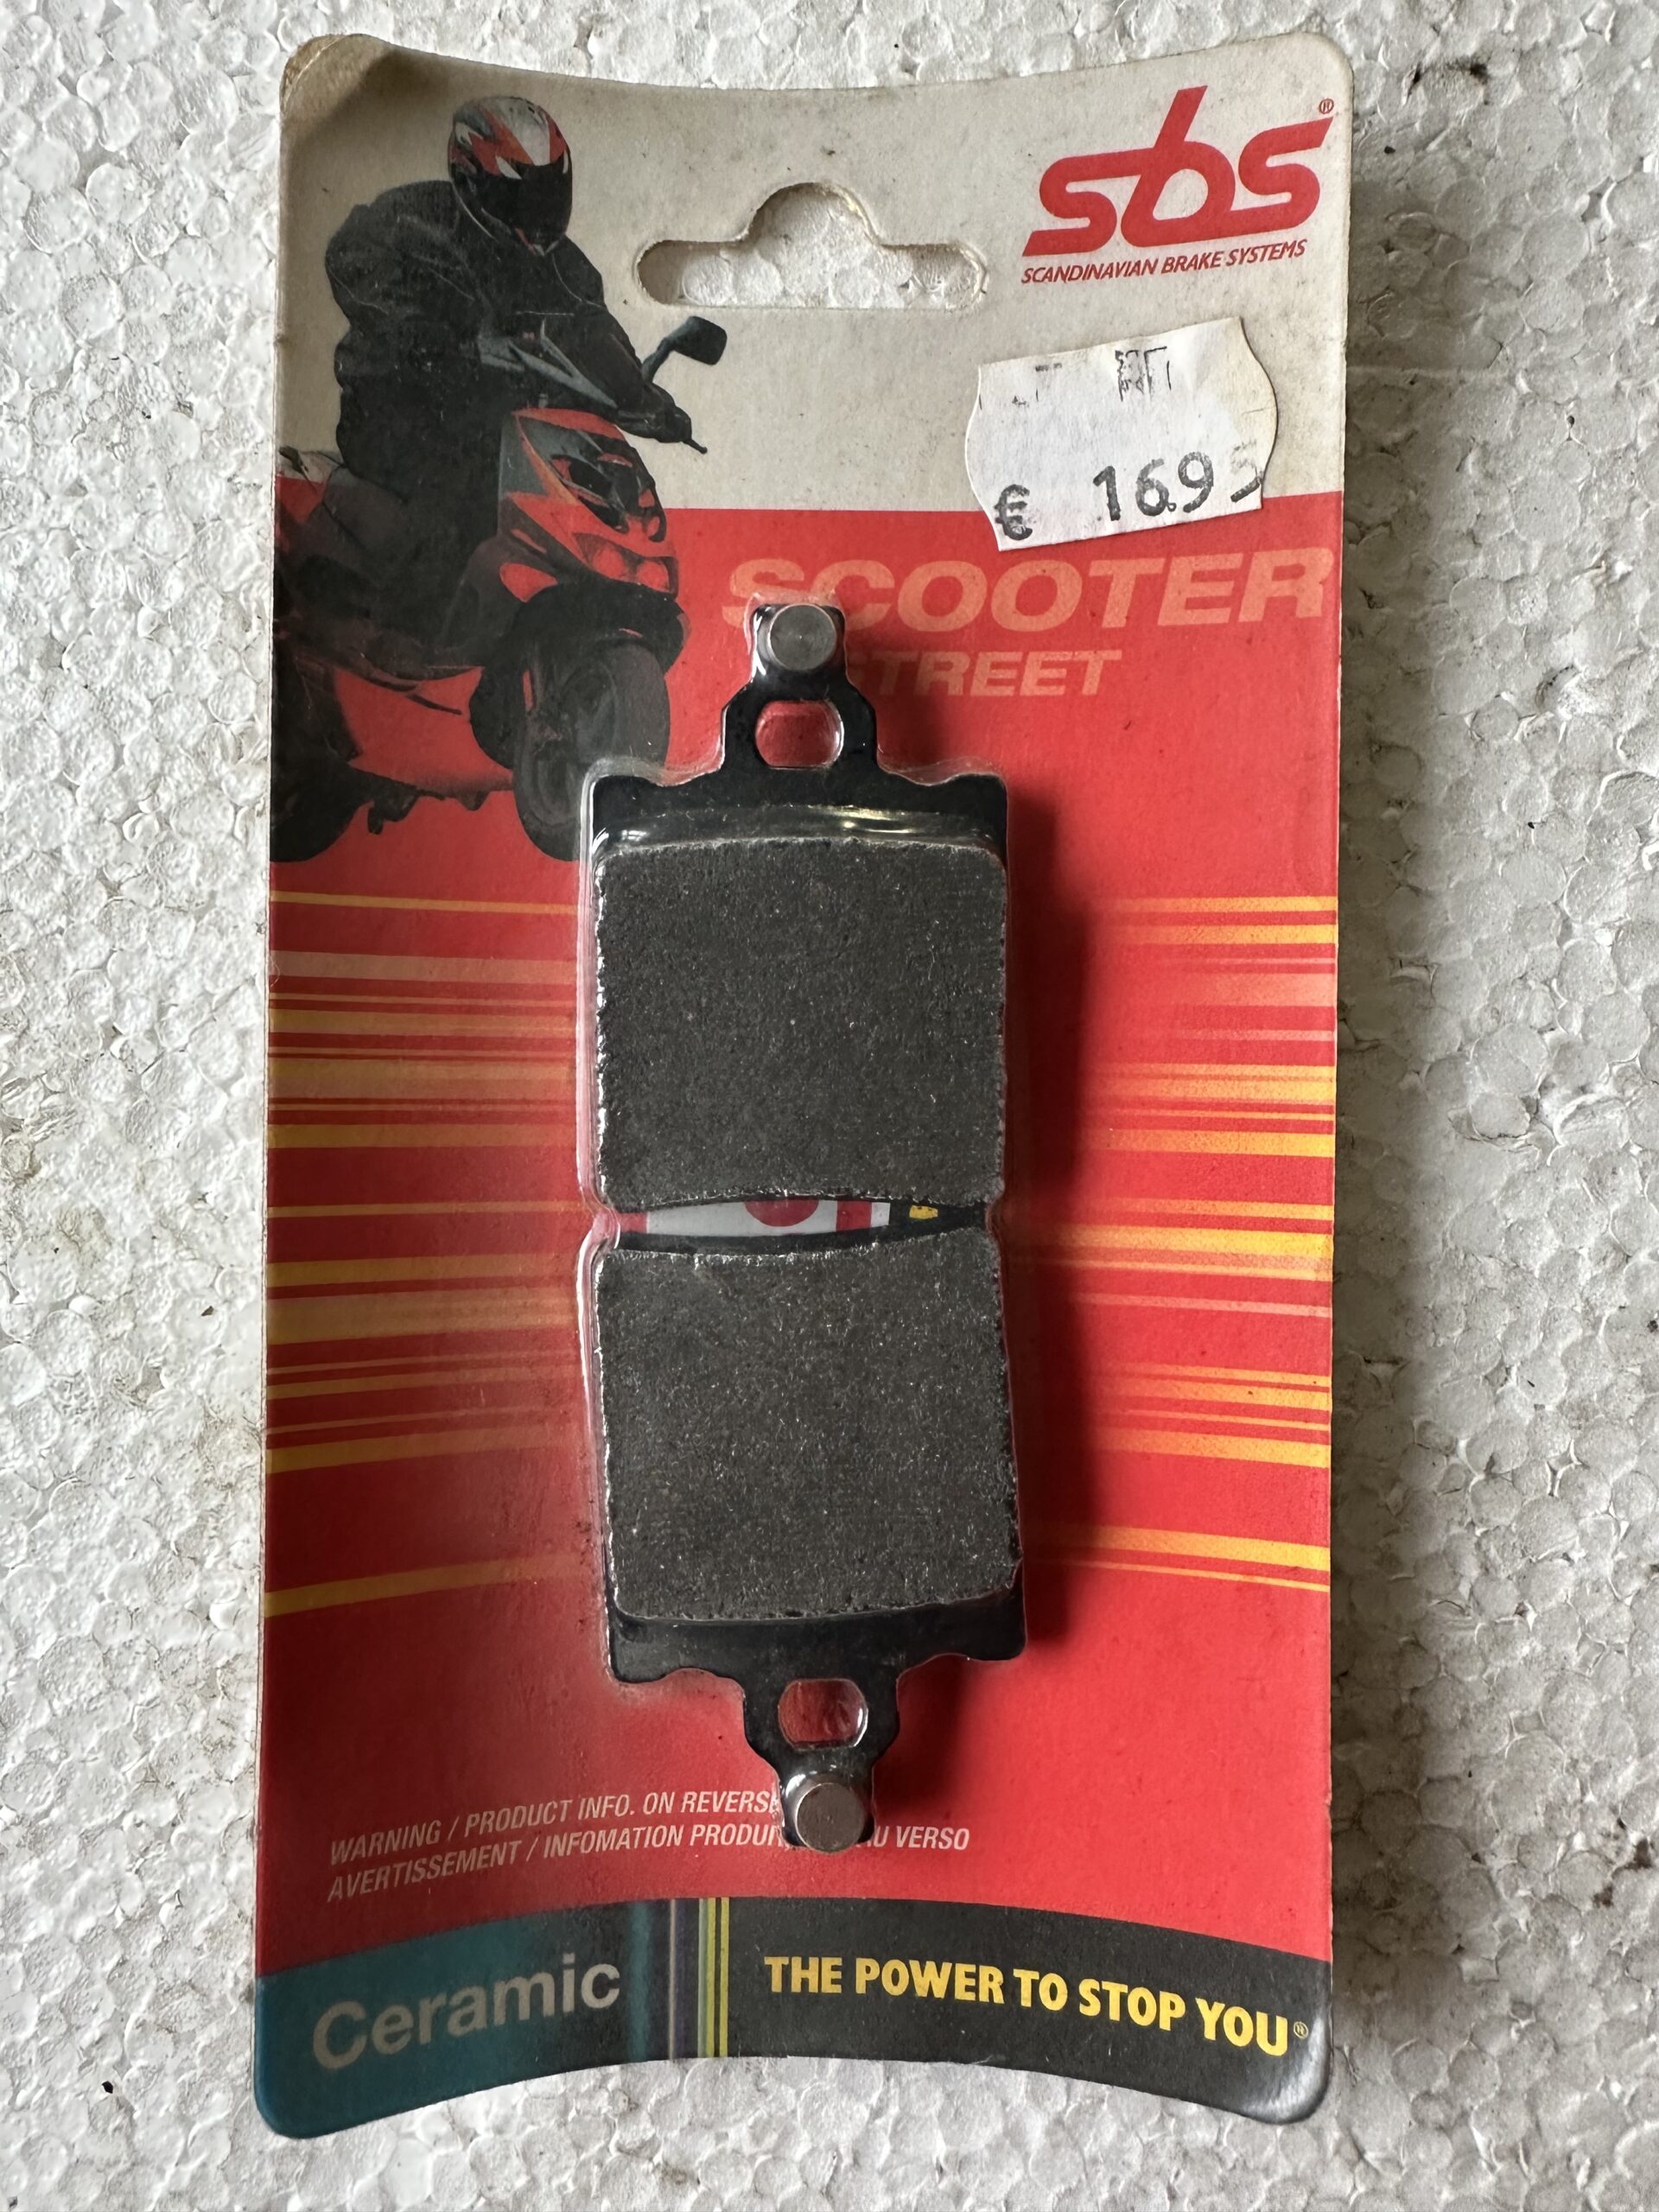 sbs®
SCANDINAVIAN BRAKE SYSTEMS
€ 16.95
SCOOTER
STREET
WARNING / PRODUCT INFO. ON REVERSE
AVERTISSEMENT / INFOMATION PRODUI AU VERSO
Ceramic
THE POWER TO STOP YOU®